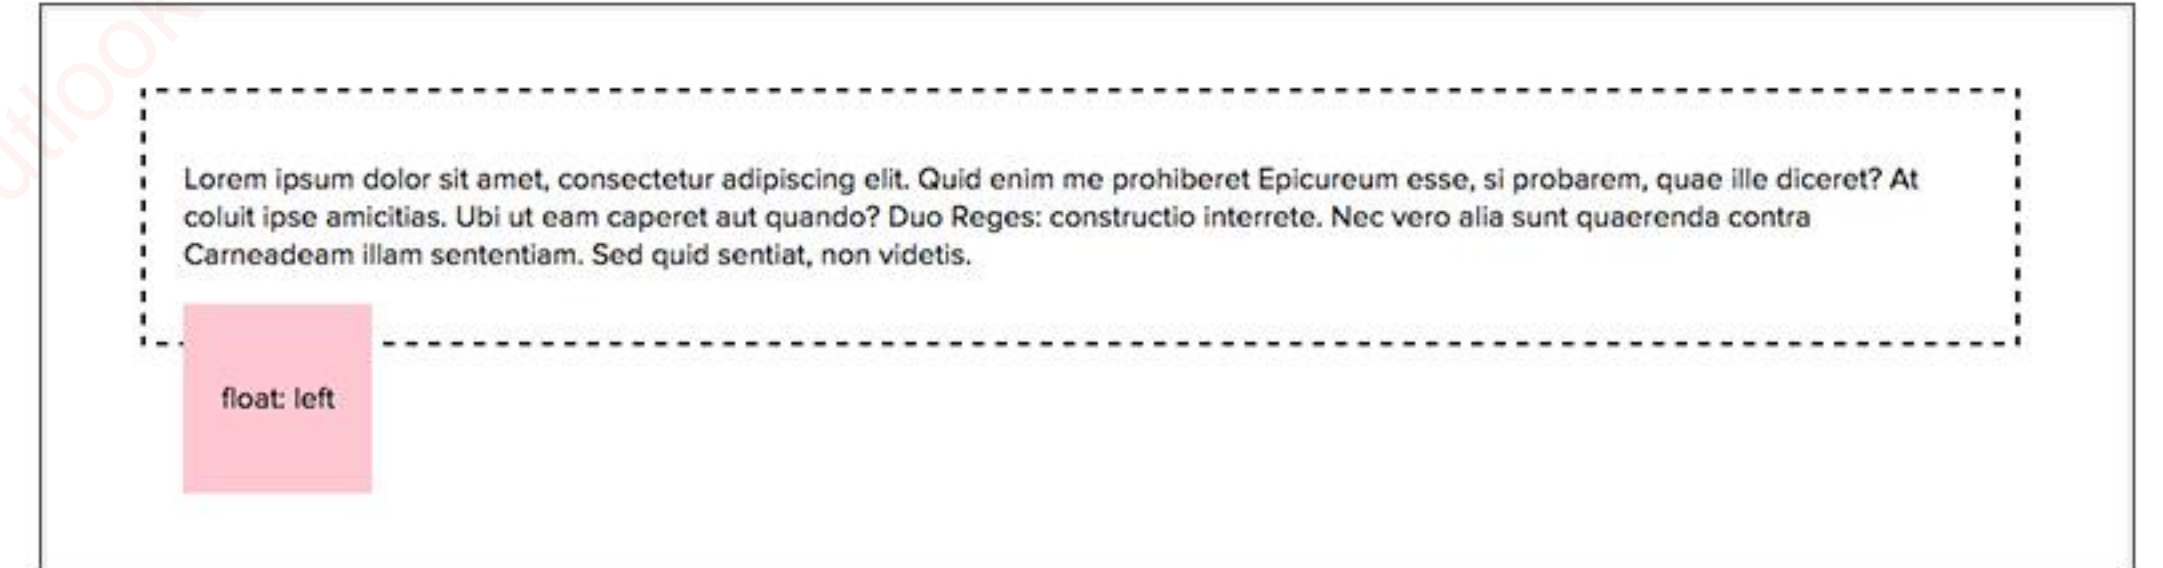 Lorem ipsum dolor sit amet, consectetur adipiscing elit. Quid enim me prohiberet Epicureum esse, si probarem, quae ille diceret? At
coluit ipse amicitias. Ubi ut eam caperet aut quando? Duo Reges: constructio interrete. Nec vero alia sunt quaerenda contra
Carneadeam illam sententiam. Sed quid sentiat, non videtis.
float: left